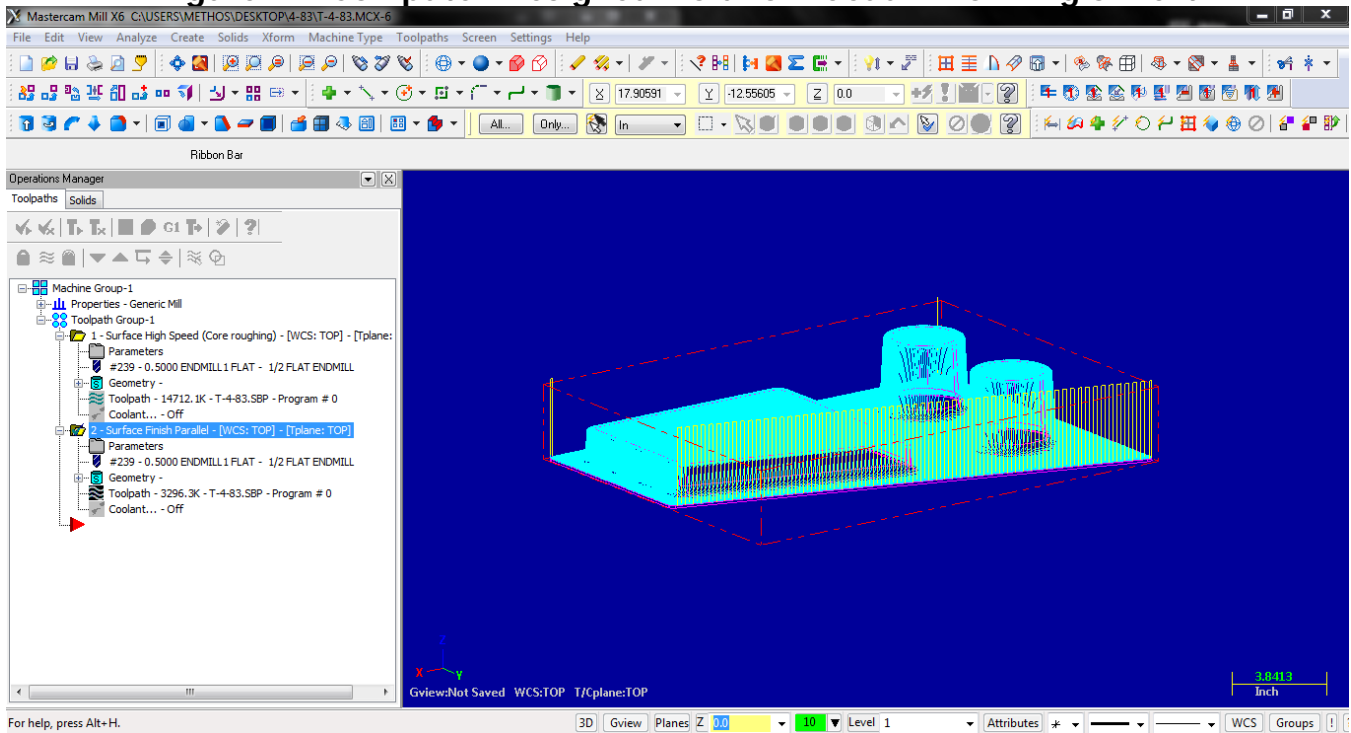 Mastercam Mill X6 C:\USERS\METHOS\DESKTOP\4-83\T-4-83.MCX-6
File Edit View Analyze Create Solids Xform Machine Type Toolpaths Screen Settings Help
X 17.90591 Y -12.55605 Z 0.0
All... Only... In
Ribbon Bar
Operations Manager
Toolpaths Solids
G1
Machine Group-1
Properties - Generic Mill
Toolpath Group-1
1 - Surface High Speed (Core roughing) - [WCS: TOP] - [Tplane:
Parameters
#239 - 0.5000 ENDMILL1 FLAT - 1/2 FLAT ENDMILL
Geometry -
Toolpath - 14712.1K - T-4-83.SBP - Program # 0
Coolant... - Off
2 - Surface Finish Parallel - [WCS: TOP] - [Tplane: TOP]
Parameters
#239 - 0.5000 ENDMILL1 FLAT - 1/2 FLAT ENDMILL
Geometry -
Toolpath - 3296.3K - T-4-83.SBP - Program # 0
Coolant... - Off
Z
X Y
Gview:Not Saved WCS:TOP T/Cplane:TOP
3.8413
Inch
For help, press Alt+H.
3D Gview Planes Z 0.0 10 Level 1 Attributes WCS Groups ! ?